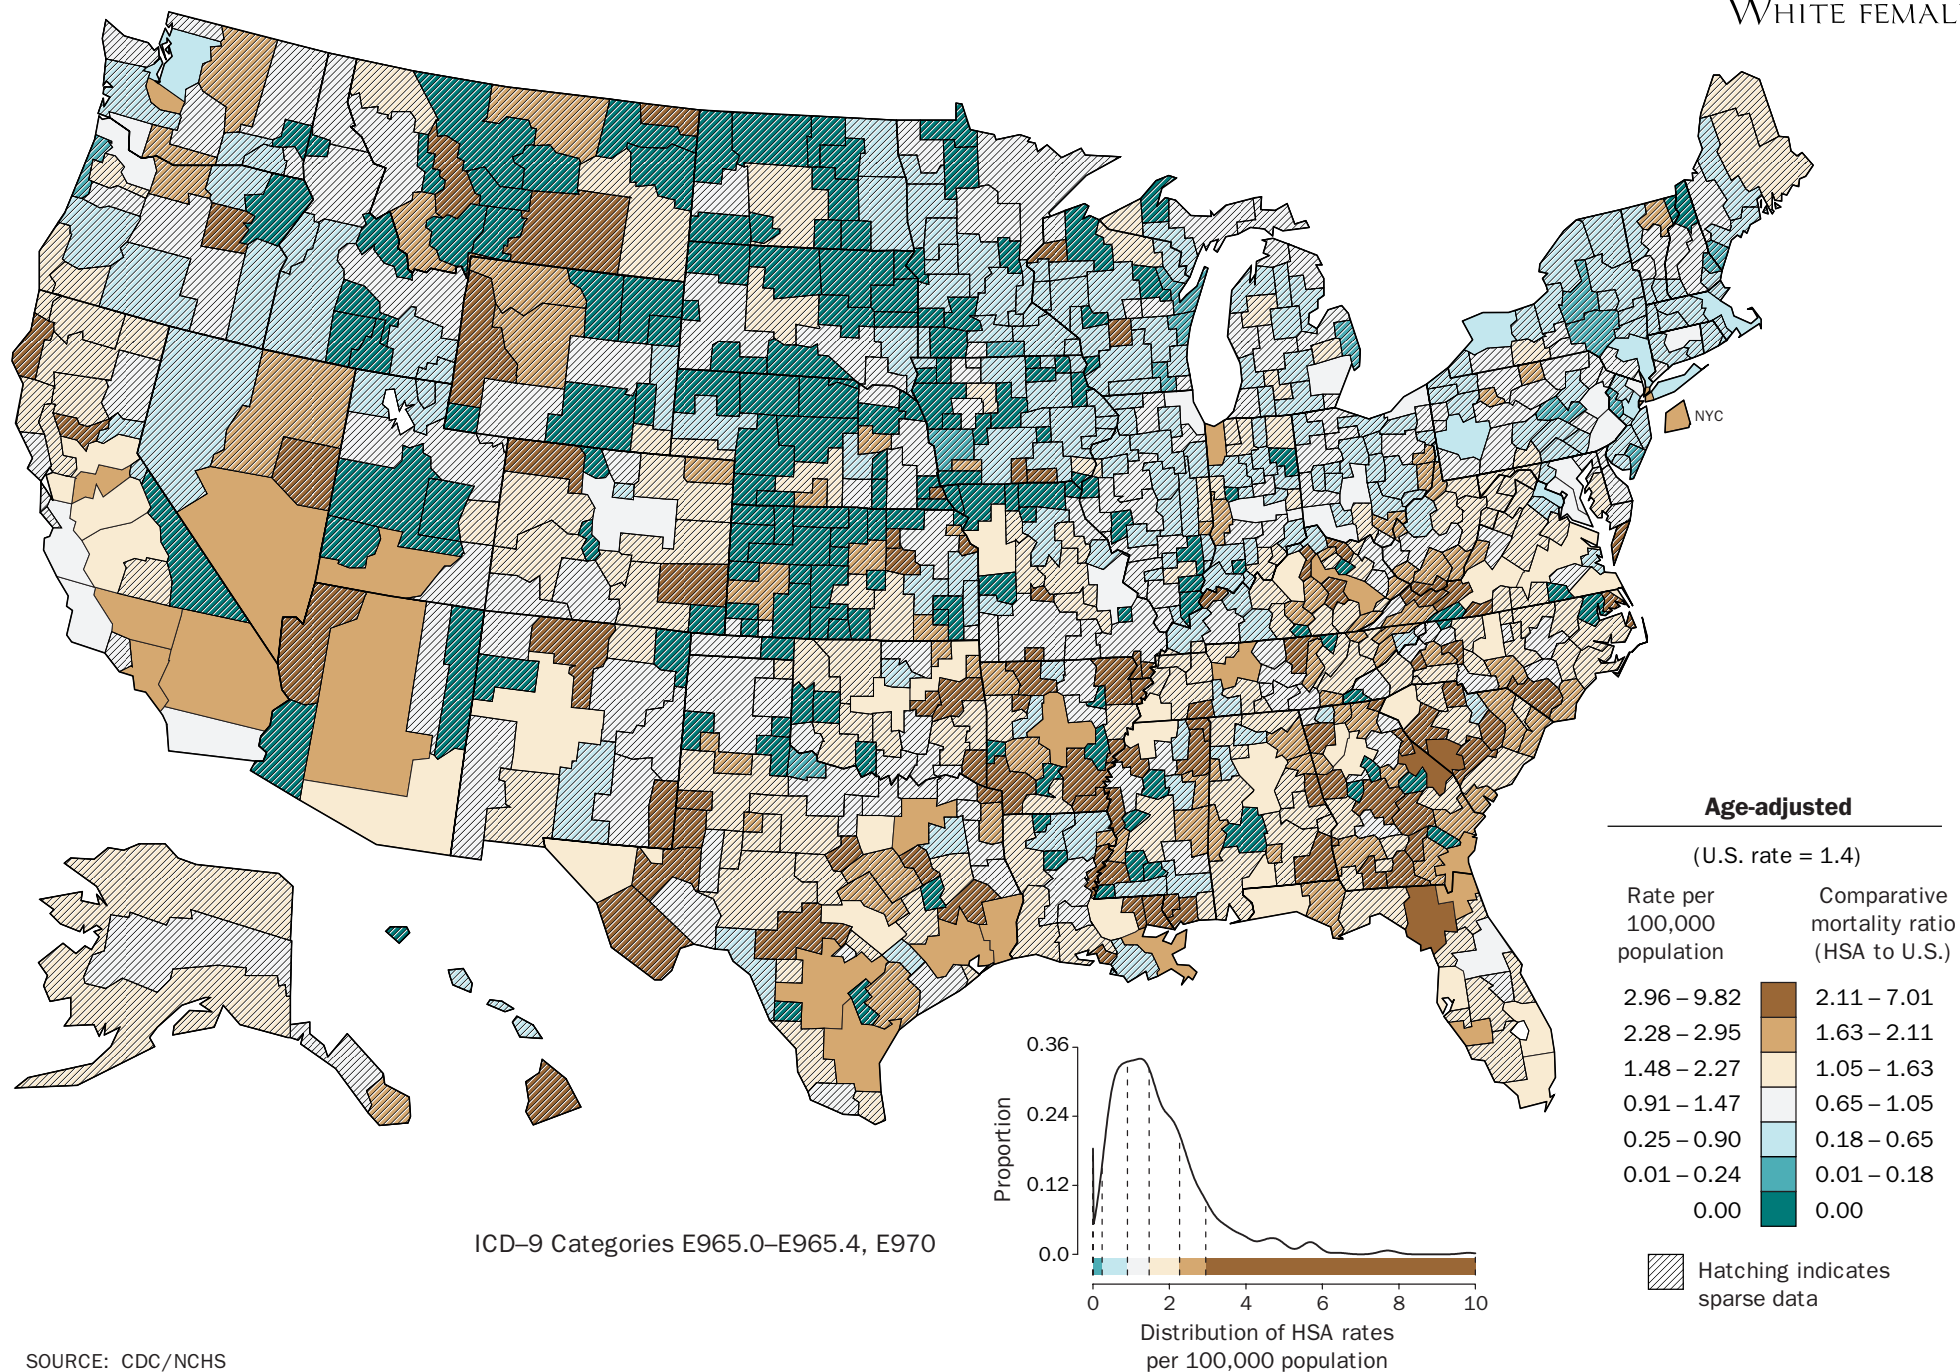 WHITE FEMAL
NYC
Age-adjusted
(U.S. rate = 1.4)
Rate per 100,000 population
Comparative mortality ratio (HSA to U.S.)
2.96 – 9.82 2.11 – 7.01
2.28 – 2.95 1.63 – 2.11
1.48 – 2.27 1.05 – 1.63
0.91 – 1.47 0.65 – 1.05
0.25 – 0.90 0.18 – 0.65
0.01 – 0.24 0.01 – 0.18
0.00 0.00
Hatching indicates
sparse data
Proportion
0.36
0.24
0.12
0.0
0 2 4 6 8 10
Distribution of HSA rates
per 100,000 population
ICD–9 Categories E965.0–E965.4, E970
SOURCE: CDC/NCHS